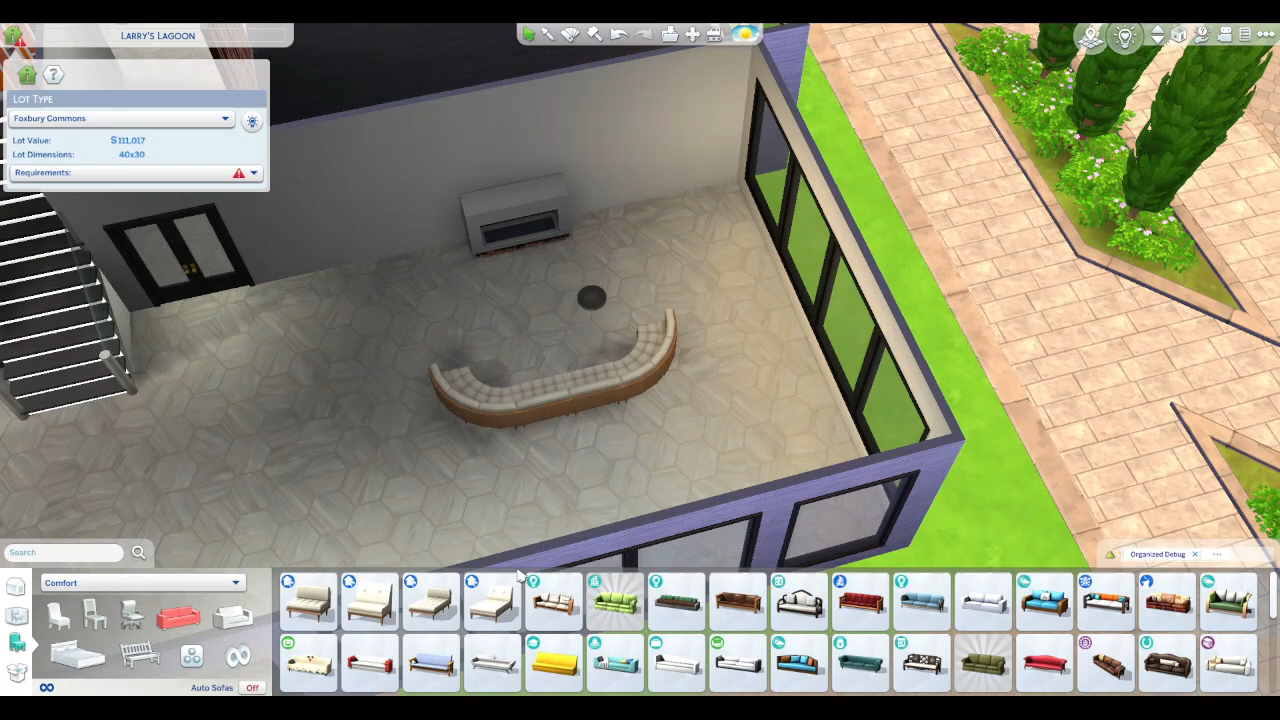 LARRY'S LAGOON
LOT TYPE
Foxbury Commons
Lot Value: §111,017
Lot Dimensions: 40x30
Requirements:
Organized Debug
Search
Comfort
Auto Sofas Off